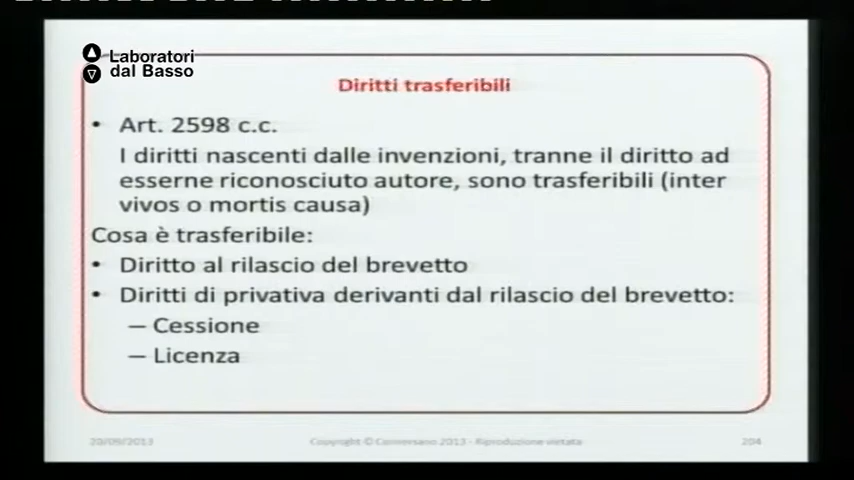 Laboratori
dal Basso
Diritti trasferibili
• Art. 2598 c.c.
I diritti nascenti dalle invenzioni, tranne il diritto ad
esserne riconosciuto autore, sono trasferibili (inter
vivos o mortis causa)
Cosa è trasferibile:
• Diritto al rilascio del brevetto
• Diritti di privativa derivanti dal rilascio del brevetto:
– Cessione
– Licenza
20/09/2013
Copyright © Conversano 2013 - Riproduzione vietata
204